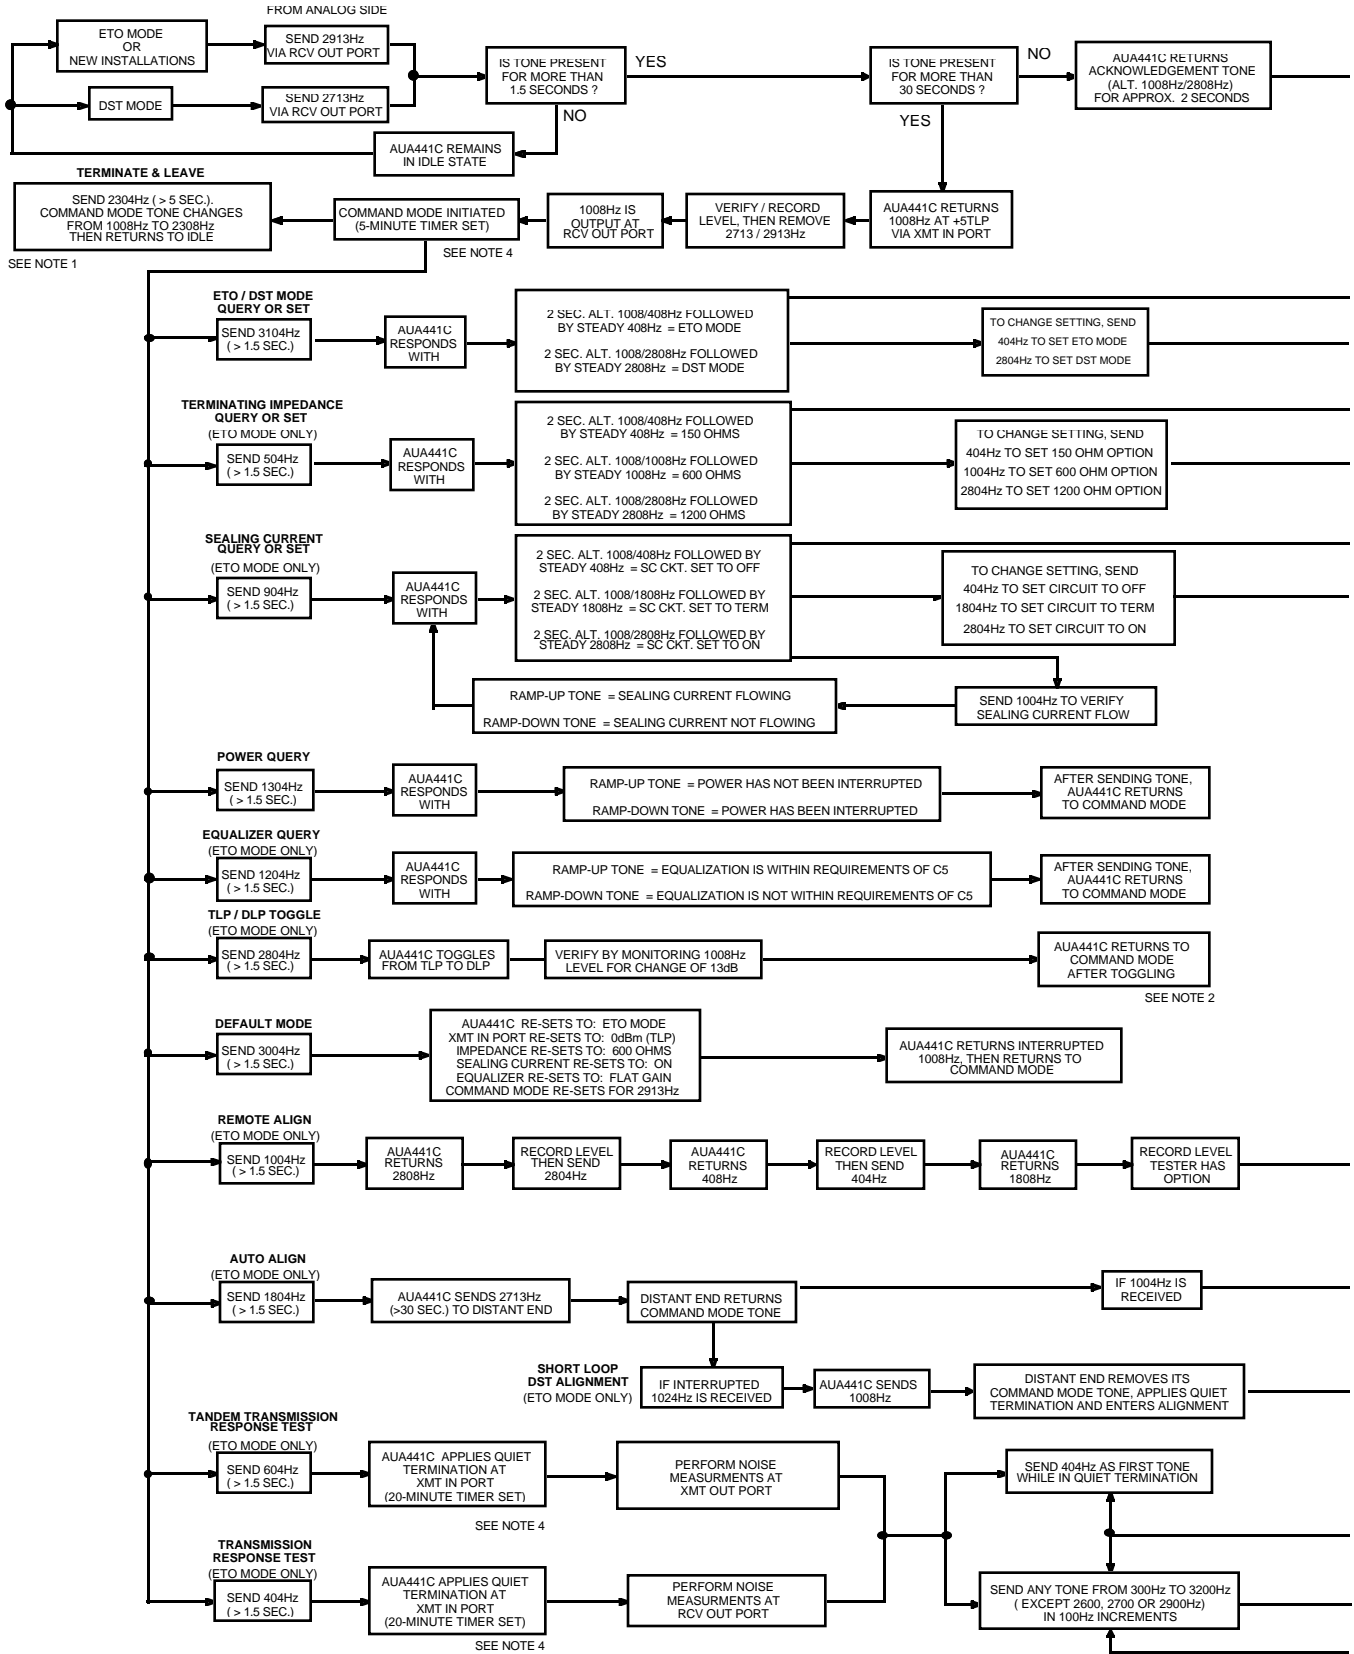 FROM ANALOG SIDE
ETO MODE
OR
NEW INSTALLATIONS
SEND 2913Hz
VIA RCV OUT PORT
DST MODE
SEND 2713Hz
VIA RCV OUT PORT
IS TONE PRESENT
FOR MORE THAN
1.5 SECONDS ?
YES
NO
IS TONE PRESENT
FOR MORE THAN
30 SECONDS ?
NO
YES
AUA441C RETURNS
ACKNOWLEDGEMENT TONE
(ALT. 1008Hz/2808Hz)
FOR APPROX. 2 SECONDS
AUA441C REMAINS
IN IDLE STATE
TERMINATE & LEAVE
SEND 2304Hz ( > 5 SEC.).
COMMAND MODE TONE CHANGES
FROM 1008Hz TO 2308Hz
THEN RETURNS TO IDLE
SEE NOTE 1
COMMAND MODE INITIATED
(5-MINUTE TIMER SET)
SEE NOTE 4
1008Hz IS
OUTPUT AT
RCV OUT PORT
VERIFY / RECORD
LEVEL, THEN REMOVE
2713 / 2913Hz
AUA441C RETURNS
1008Hz AT +5TLP
VIA XMT IN PORT
ETO / DST MODE
QUERY OR SET
SEND 3104Hz
( > 1.5 SEC.)
AUA441C
RESPONDS
WITH
2 SEC. ALT. 1008/408Hz FOLLOWED
BY STEADY 408Hz = ETO MODE
2 SEC. ALT. 1008/2808Hz FOLLOWED
BY STEADY 2808Hz = DST MODE
TO CHANGE SETTING, SEND
404Hz TO SET ETO MODE
2804Hz TO SET DST MODE
TERMINATING IMPEDANCE
QUERY OR SET
(ETO MODE ONLY)
SEND 504Hz
( > 1.5 SEC.)
AUA441C
RESPONDS
WITH
2 SEC. ALT. 1008/408Hz FOLLOWED
BY STEADY 408Hz = 150 OHMS
2 SEC. ALT. 1008/1008Hz FOLLOWED
BY STEADY 1008Hz = 600 OHMS
2 SEC. ALT. 1008/2808Hz FOLLOWED
BY STEADY 2808Hz = 1200 OHMS
TO CHANGE SETTING, SEND
404Hz TO SET 150 OHM OPTION
1004Hz TO SET 600 OHM OPTION
2804Hz TO SET 1200 OHM OPTION
SEALING CURRENT
QUERY OR SET
(ETO MODE ONLY)
SEND 904Hz
( > 1.5 SEC.)
AUA441C
RESPONDS
WITH
2 SEC. ALT. 1008/408Hz FOLLOWED BY
STEADY 408Hz = SC CKT. SET TO OFF
2 SEC. ALT. 1008/1808Hz FOLLOWED BY
STEADY 1808Hz = SC CKT. SET TO TERM
2 SEC. ALT. 1008/2808Hz FOLLOWED BY
STEADY 2808Hz = SC CKT. SET TO ON
TO CHANGE SETTING, SEND
404Hz TO SET CIRCUIT TO OFF
1804Hz TO SET CIRCUIT TO TERM
2804Hz TO SET CIRCUIT TO ON
RAMP-UP TONE = SEALING CURRENT FLOWING
RAMP-DOWN TONE = SEALING CURRENT NOT FLOWING
SEND 1004Hz TO VERIFY
SEALING CURRENT FLOW
POWER QUERY
SEND 1304Hz
( > 1.5 SEC.)
AUA441C
RESPONDS
WITH
RAMP-UP TONE = POWER HAS NOT BEEN INTERRUPTED
RAMP-DOWN TONE = POWER HAS BEEN INTERRUPTED
AFTER SENDING TONE,
AUA441C RETURNS
TO COMMAND MODE
EQUALIZER QUERY
(ETO MODE ONLY)
SEND 1204Hz
( > 1.5 SEC.)
AUA441C
RESPONDS
WITH
RAMP-UP TONE = EQUALIZATION IS WITHIN REQUIREMENTS OF C5
RAMP-DOWN TONE = EQUALIZATION IS NOT WITHIN REQUIREMENTS OF C5
AFTER SENDING TONE,
AUA441C RETURNS
TO COMMAND MODE
TLP / DLP TOGGLE
(ETO MODE ONLY)
SEND 2804Hz
( > 1.5 SEC.)
AUA441C TOGGLES
FROM TLP TO DLP
VERIFY BY MONITORING 1008Hz
LEVEL FOR CHANGE OF 13dB
AUA441C RETURNS TO
COMMAND MODE
AFTER TOGGLING
SEE NOTE 2
DEFAULT MODE
SEND 3004Hz
( > 1.5 SEC.)
AUA441C RE-SETS TO: ETO MODE
XMT IN PORT RE-SETS TO: 0dBm (TLP)
IMPEDANCE RE-SETS TO: 600 OHMS
SEALING CURRENT RE-SETS TO: ON
EQUALIZER RE-SETS TO: FLAT GAIN
COMMAND MODE RE-SETS FOR 2913Hz
AUA441C RETURNS INTERRUPTED
1008Hz, THEN RETURNS TO
COMMAND MODE
REMOTE ALIGN
(ETO MODE ONLY)
SEND 1004Hz
( > 1.5 SEC.)
AUA441C
RETURNS
2808Hz
RECORD LEVEL
THEN SEND
2804Hz
AUA441C
RETURNS
408Hz
RECORD LEVEL
THEN SEND
404Hz
AUA441C
RETURNS
1808Hz
RECORD LEVEL
TESTER HAS
OPTION
AUTO ALIGN
(ETO MODE ONLY)
SEND 1804Hz
( > 1.5 SEC.)
AUA441C SENDS 2713Hz
(>30 SEC.) TO DISTANT END
DISTANT END RETURNS
COMMAND MODE TONE
IF 1004Hz IS
RECEIVED
SHORT LOOP
DST ALIGNMENT
(ETO MODE ONLY)
IF INTERRUPTED
1024Hz IS RECEIVED
AUA441C SENDS
1008Hz
DISTANT END REMOVES ITS
COMMAND MODE TONE, APPLIES QUIET
TERMINATION AND ENTERS ALIGNMENT
TANDEM TRANSMISSION
RESPONSE TEST
(ETO MODE ONLY)
SEND 604Hz
( > 1.5 SEC.)
AUA441C APPLIES QUIET
TERMINATION AT
XMT IN PORT
(20-MINUTE TIMER SET)
SEE NOTE 4
PERFORM NOISE
MEASURMENTS AT
XMT OUT PORT
SEND 404Hz AS FIRST TONE
WHILE IN QUIET TERMINATION
TRANSMISSION
RESPONSE TEST
(ETO MODE ONLY)
SEND 404Hz
( > 1.5 SEC.)
AUA441C APPLIES QUIET
TERMINATION AT
XMT IN PORT
(20-MINUTE TIMER SET)
SEE NOTE 4
PERFORM NOISE
MEASURMENTS AT
RCV OUT PORT
SEND ANY TONE FROM 300Hz TO 3200Hz
( EXCEPT 2600, 2700 OR 2900Hz)
IN 100Hz INCREMENTS